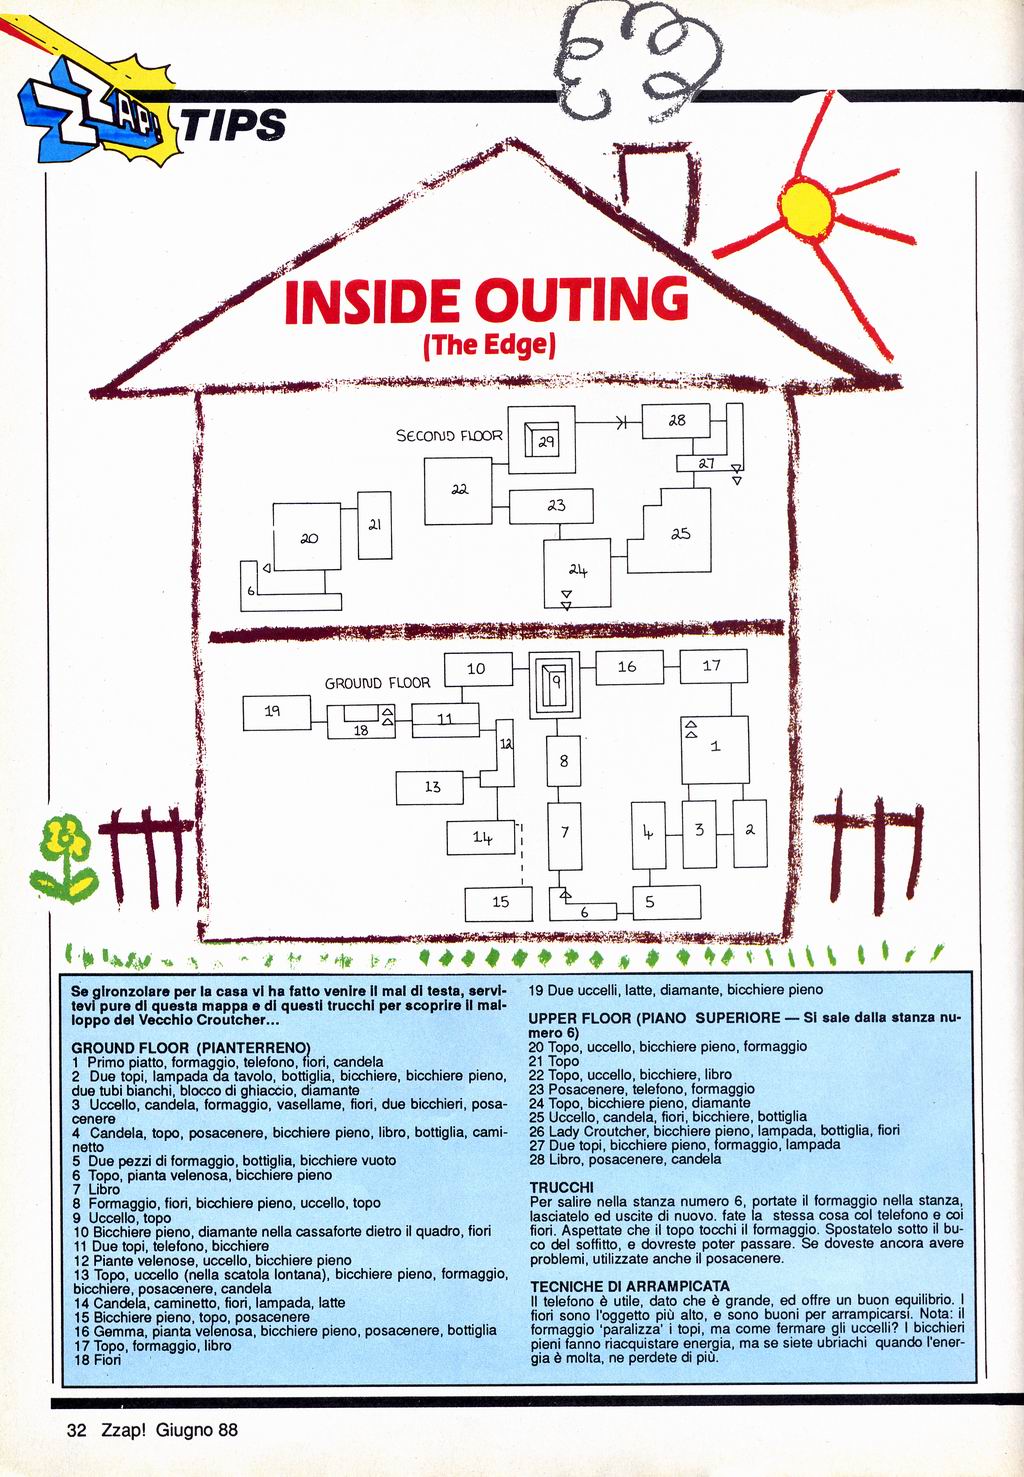 ZZAP! TIPS
INSIDE OUTING
(The Edge)
SECOND FLOOR
29
28
27
22
23
21
20
25
24
6
GROUND FLOOR
10
9
16
17
19
18
11
12
1
8
13
14
7
4
3
2
15
6
5
Se gironzolare per la casa vi ha fatto venire il mal di testa, servi-
tevi pure di questa mappa e di questi trucchi per scoprire il mal-
loppo del Vecchio Croutcher...
GROUND FLOOR (PIANTERRENO)
1 Primo piatto, formaggio, telefono, fiori, candela
2 Due topi, lampada da tavolo, bottiglia, bicchiere, bicchiere pieno,
due tubi bianchi, blocco di ghiaccio, diamante
3 Uccello, candela, formaggio, vasellame, fiori, due bicchieri, posa-
cenere
4 Candela, topo, posacenere, bicchiere pieno, libro, bottiglia, cami-
netto
5 Due pezzi di formaggio, bottiglia, bicchiere vuoto
6 Topo, pianta velenosa, bicchiere pieno
7 Libro
8 Formaggio, fiori, bicchiere pieno, uccello, topo
9 Uccello, topo
10 Bicchiere pieno, diamante nella cassaforte dietro il quadro, fiori
11 Due topi, telefono, bicchiere
12 Piante velenose, uccello, bicchiere pieno
13 Topo, uccello (nella scatola lontana), bicchiere pieno, formaggio,
bicchiere, posacenere, candela
14 Candela, caminetto, fiori, lampada, latte
15 Bicchiere pieno, topo, posacenere
16 Gemma, pianta velenosa, bicchiere pieno, posacenere, bottiglia
17 Topo, formaggio, libro
18 Fiori
19 Due uccelli, latte, diamante, bicchiere pieno
UPPER FLOOR (PIANO SUPERIORE — Si sale dalla stanza nu-
mero 6)
20 Topo, uccello, bicchiere pieno, formaggio
21 Topo
22 Topo, uccello, bicchiere, libro
23 Posacenere, telefono, formaggio
24 Topo, bicchiere pieno, diamante
25 Uccello, candela, fiori, bicchiere, bottiglia
26 Lady Croutcher, bicchiere pieno, lampada, bottiglia, fiori
27 Due topi, bicchiere pieno, formaggio, lampada
28 Libro, posacenere, candela
TRUCCHI
Per salire nella stanza numero 6, portate il formaggio nella stanza,
lasciatelo ed uscite di nuovo. fate la stessa cosa col telefono e coi
fiori. Aspettate che il topo tocchi il formaggio. Spostatelo sotto il bu-
co del soffitto, e dovreste poter passare. Se doveste ancora avere
problemi, utilizzate anche il posacenere.
TECNICHE DI ARRAMPICATA
Il telefono è utile, dato che è grande, ed offre un buon equilibrio. I
fiori sono l'oggetto più alto, e sono buoni per arrampicarsi. Nota: il
formaggio 'paralizza' i topi, ma come fermare gli uccelli? I bicchieri
pieni fanno riacquistare energia, ma se siete ubriachi quando l'ener-
gia è molta, ne perdete di più.
32 Zzap! Giugno 88